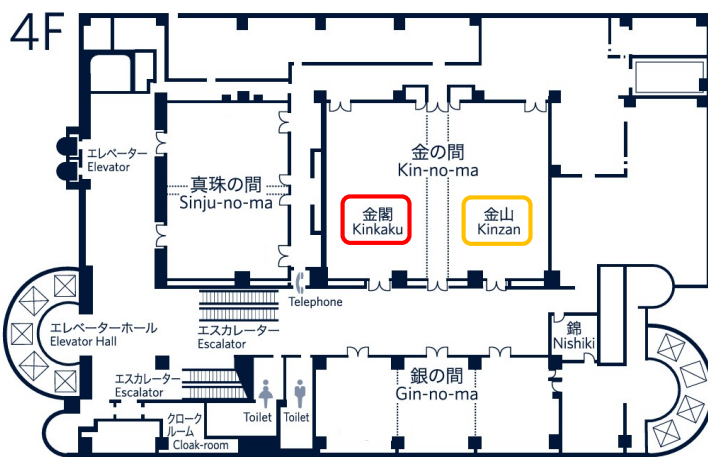 4F
エレベーター
Elevator
真珠の間
Sinju-no-ma
金の間
Kin-no-ma
金閣
Kinkaku
金山
Kinzan
Telephone
エレベーターホール
Elevator Hall
エスカレーター
Escalator
錦
Nishiki
エスカレーター
Escalator
銀の間
Gin-no-ma
Toilet
Toilet
クローク
ルーム
Cloak-room